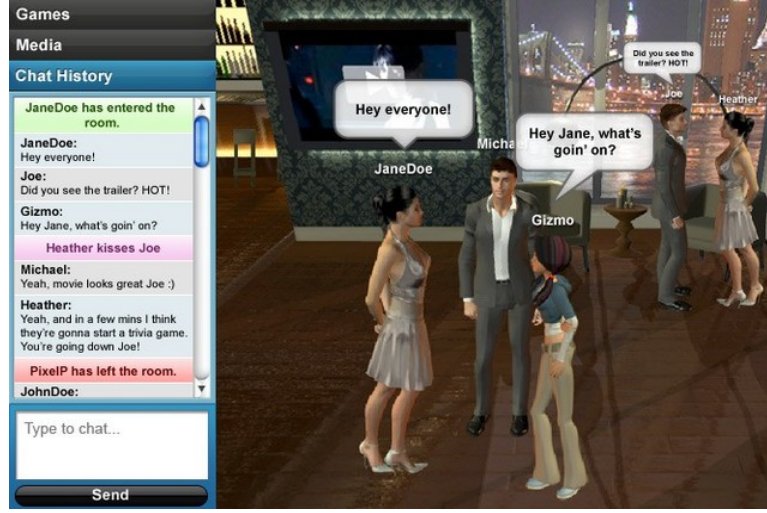 Games
Media
Chat History
JaneDoe has entered the
room.
JaneDoe:
Hey everyone!
Joe:
Did you see the trailer? HOT!
Gizmo:
Hey Jane, what's goin' on?
Heather kisses Joe
Michael:
Yeah, movie looks great Joe :)
Heather:
Yeah, and in a few mins I think
they're gonna start a trivia game.
You're going down Joe!
PixelP has left the room.
JohnDoe:
Type to chat...
Send
Hey everyone!
JaneDoe
Michael
Hey Jane, what's
goin' on?
Gizmo
Did you see the
trailer? HOT!
Joe
Heather